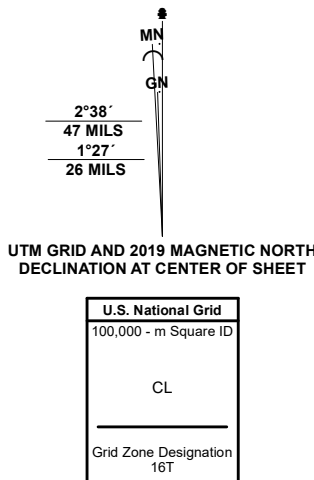 MN
GN
2°38´
47 MILS
1°27´
26 MILS
UTM GRID AND 2019 MAGNETIC NORTH
DECLINATION AT CENTER OF SHEET
U.S. National Grid
100,000 - m Square ID
CL
Grid Zone Designation
16T